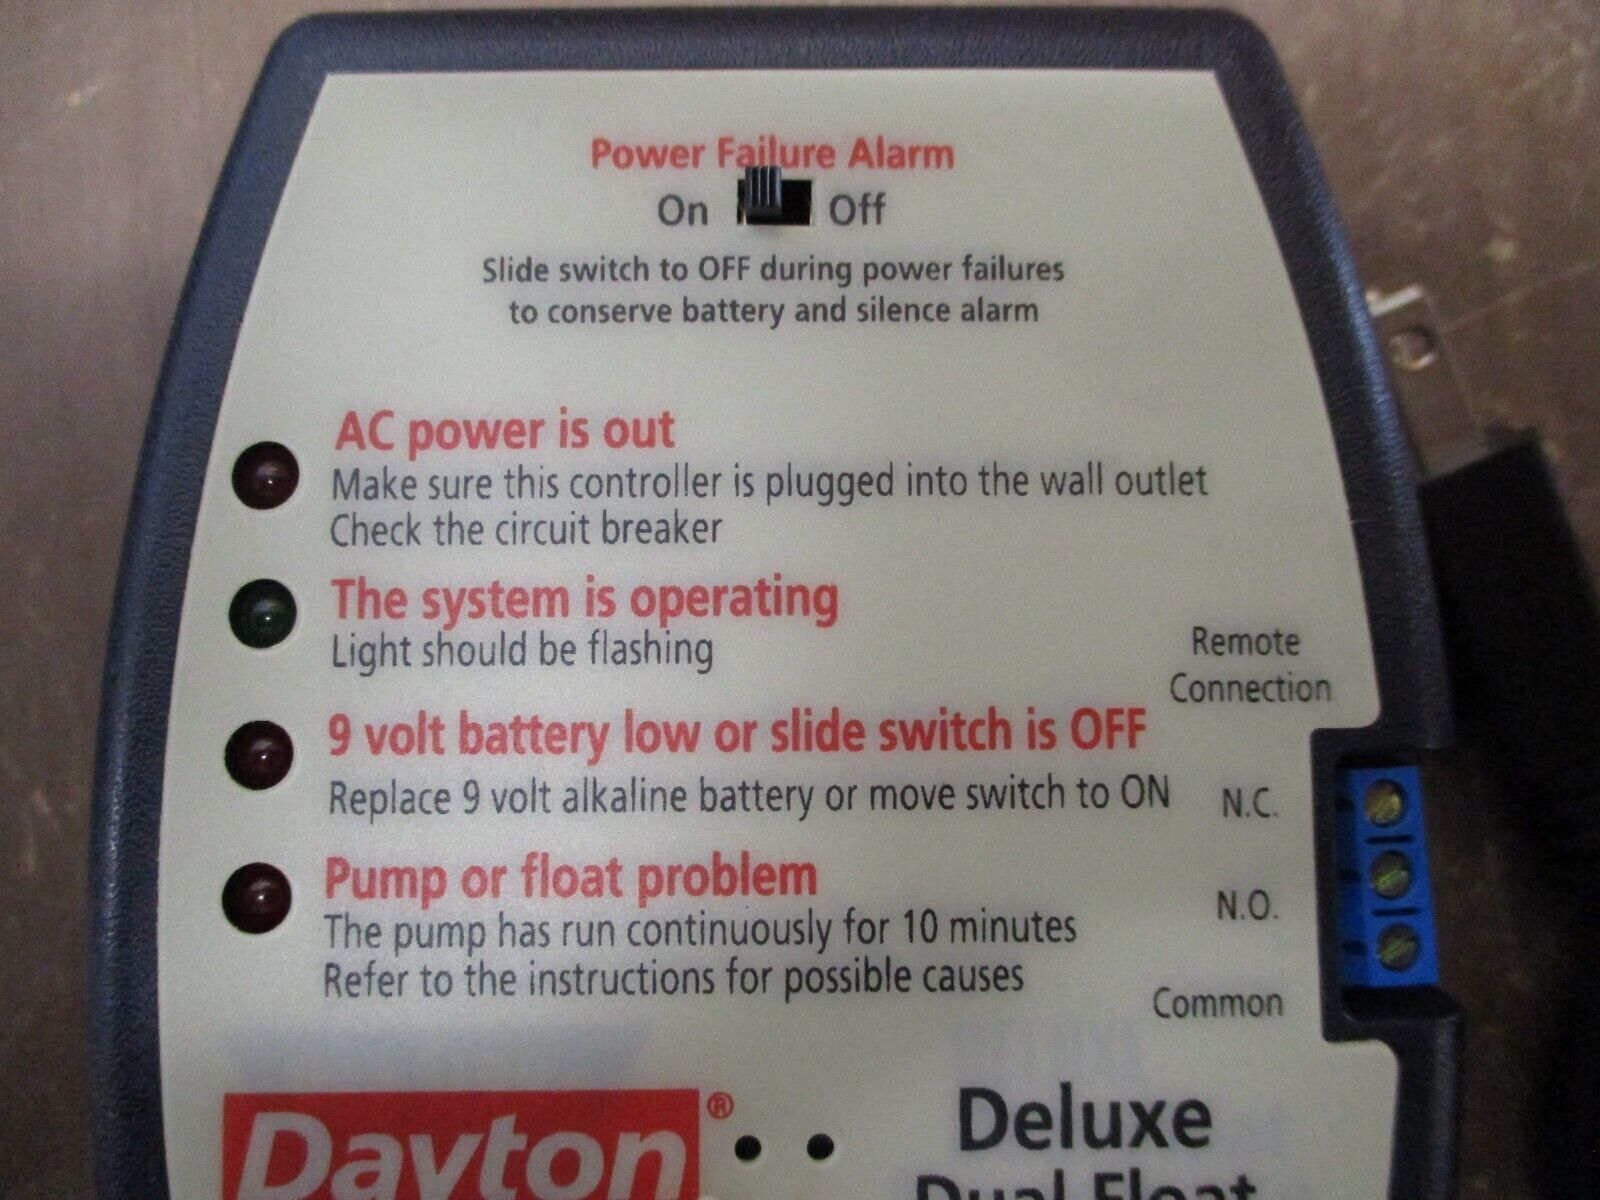 Power Failure Alarm
On Off
Slide switch to OFF during power failures
to conserve battery and silence alarm
AC power is out
Make sure this controller is plugged into the wall outlet
Check the circuit breaker
The system is operating
Light should be flashing
Remote
Connection
9 volt battery low or slide switch is OFF
Replace 9 volt alkaline battery or move switch to ON
N.C.
Pump or float problem
The pump has run continuously for 10 minutes
N.O.
Refer to the instructions for possible causes
Common
Dayton®
Deluxe
Dual Float